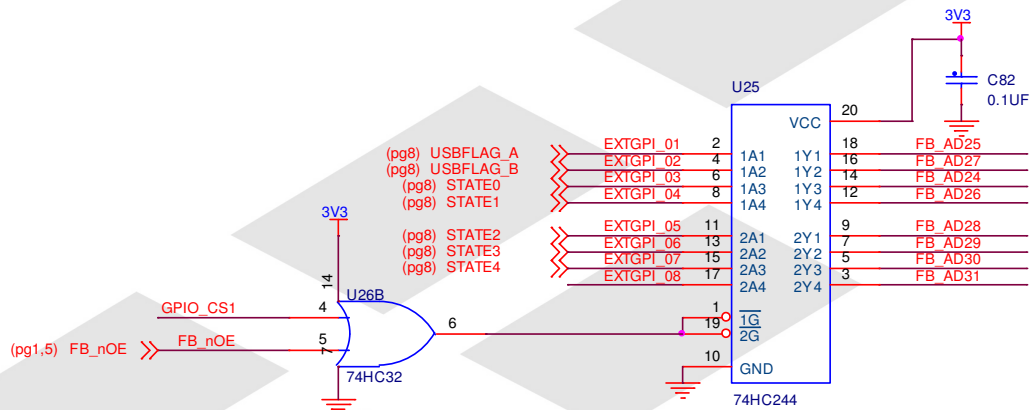 3V3
C82
0.1UF
U25
20
VCC
EXTGPI_01 2 1A1 1Y1 18 FB_AD25
(pg8) USBFLAG_A
EXTGPI_02 4 1A2 1Y2 16 FB_AD27
(pg8) USBFLAG_B
EXTGPI_03 6 1A3 1Y3 14 FB_AD24
(pg8) STATE0
EXTGPI_04 8 1A4 1Y4 12 FB_AD26
(pg8) STATE1
3V3
EXTGPI_05 11 2A1 2Y1 9 FB_AD28
(pg8) STATE2
EXTGPI_06 13 2A2 2Y2 7 FB_AD29
(pg8) STATE3
EXTGPI_07 15 2A3 2Y3 5 FB_AD30
(pg8) STATE4
EXTGPI_08 17 2A4 2Y4 3 FB_AD31
14
U26B
GPIO_CS1 4
1 1G
6
19 2G
(pg1,5) FB_nOE FB_nOE 5
7
10 GND
74HC32
74HC244